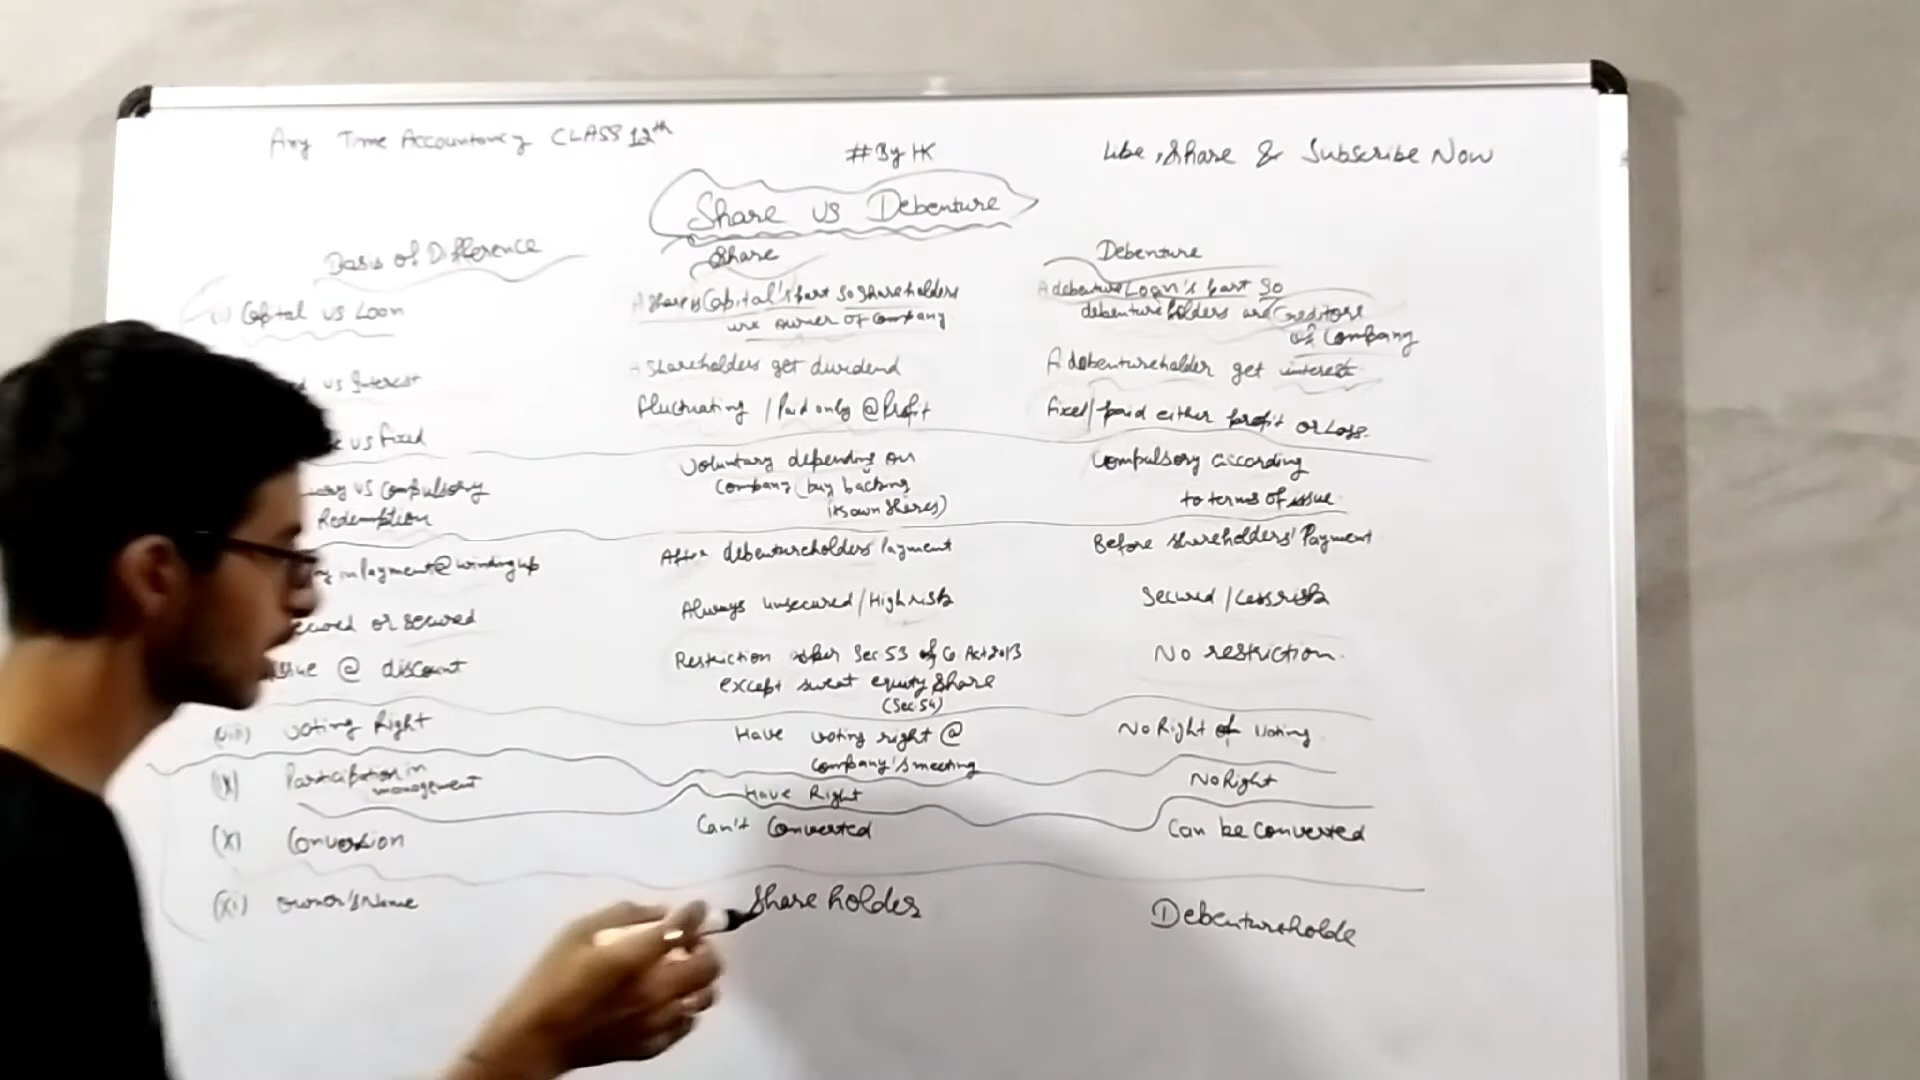 Any Time Accountancy CLASS 12th
#By HK
Like, Share & Subscribe Now
Share vs Debenture
Basis of Difference
Share
Debenture
Capital vs Loan
A Share is Capital's part so shareholders
are owner of company
A debenture Loan's part so
debentureholders are Creditors
of Company
vs Interest
A shareholders get dividend
A debentureholder get interest
vs fixed
fluctuating / Paid only @ Profit
fixed / paid either profit or Loss.
vs Compulsory
Redemption
Voluntary depending on
company (buy backing
its own shares)
Compulsory according
to terms of issue
in Payment @ winding up
After debentureholders Payment
Before shareholders' Payment
or secured
Always unsecured / High risk
Secured / Less risk
@ discount
Restriction Sec 53 of Co Act 2013
except sweat equity share
(Sec 54)
No restriction.
(viii) Voting Right
Have voting right @
company's meeting
No Right of Voting
(ix) Participation in
management
Have Right
No Right
(x) Conversion
Can't Converted
Can be converted
(xi) owner's Name
Shareholder
Debentureholde